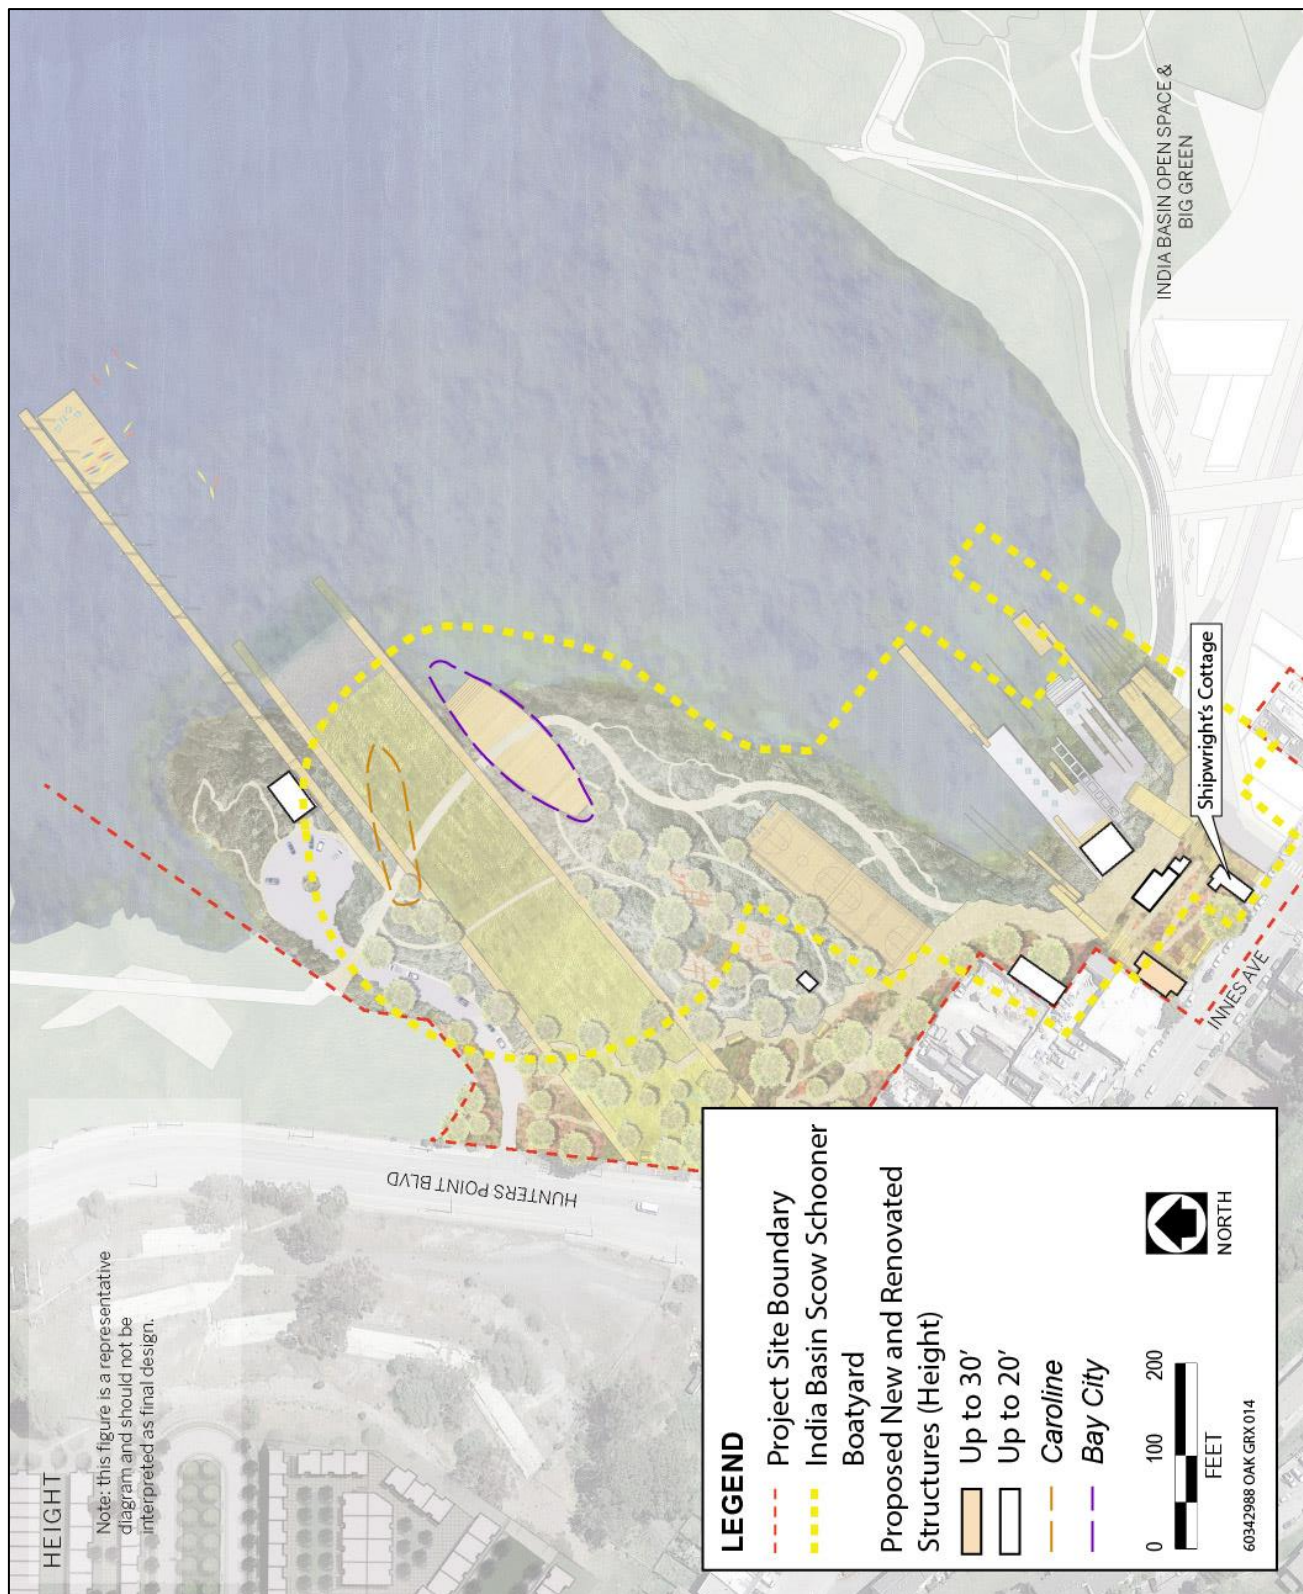 HEIGHT
Note: this figure is a representative
diagram and should not be
interpreted as final design.
HUNTERS POINT BLVD
INDIA BASIN OPEN SPACE &
BIG GREEN
Shipwright's Cottage
INNES AVE
LEGEND
Project Site Boundary
India Basin Scow Schooner
Boatyard
Proposed New and Renovated
Structures (Height)
Up to 30'
Up to 20'
Caroline
Bay City
0 100 200
FEET
NORTH
60342988 OAK GRX 014